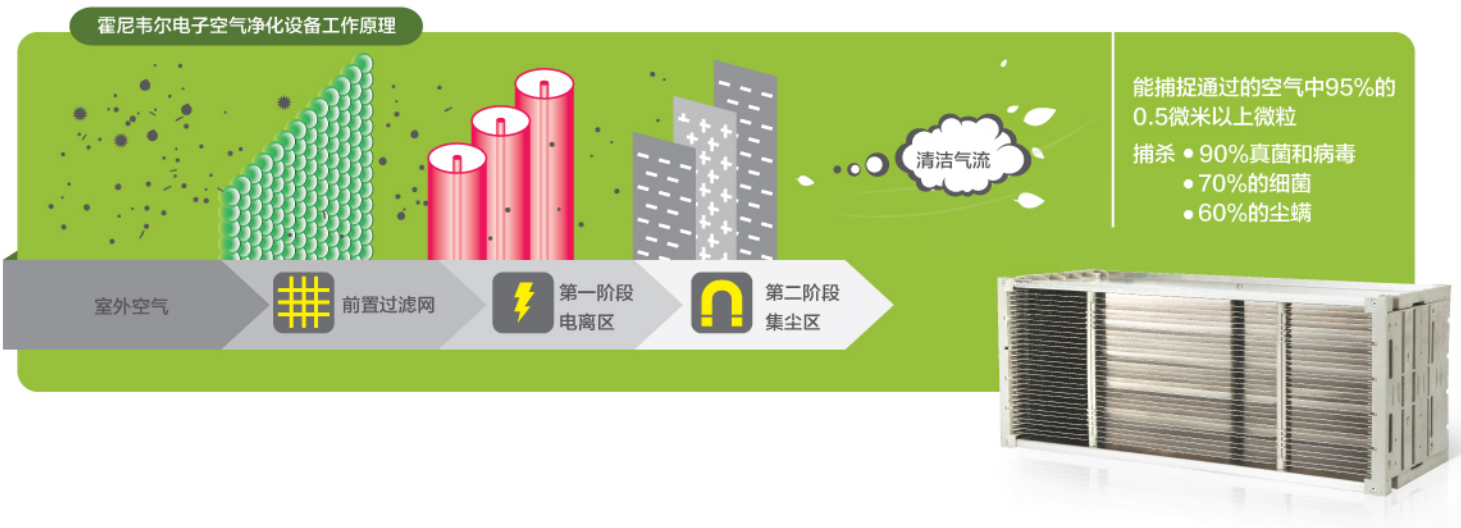 霍尼韦尔电子空气净化设备工作原理
能捕捉通过的空气中95%的
0.5微米以上微粒
捕杀 • 90%真菌和病毒
• 70%的细菌
• 60%的尘螨
清洁气流
室外空气
前置过滤网
第一阶段
电离区
第二阶段
集尘区